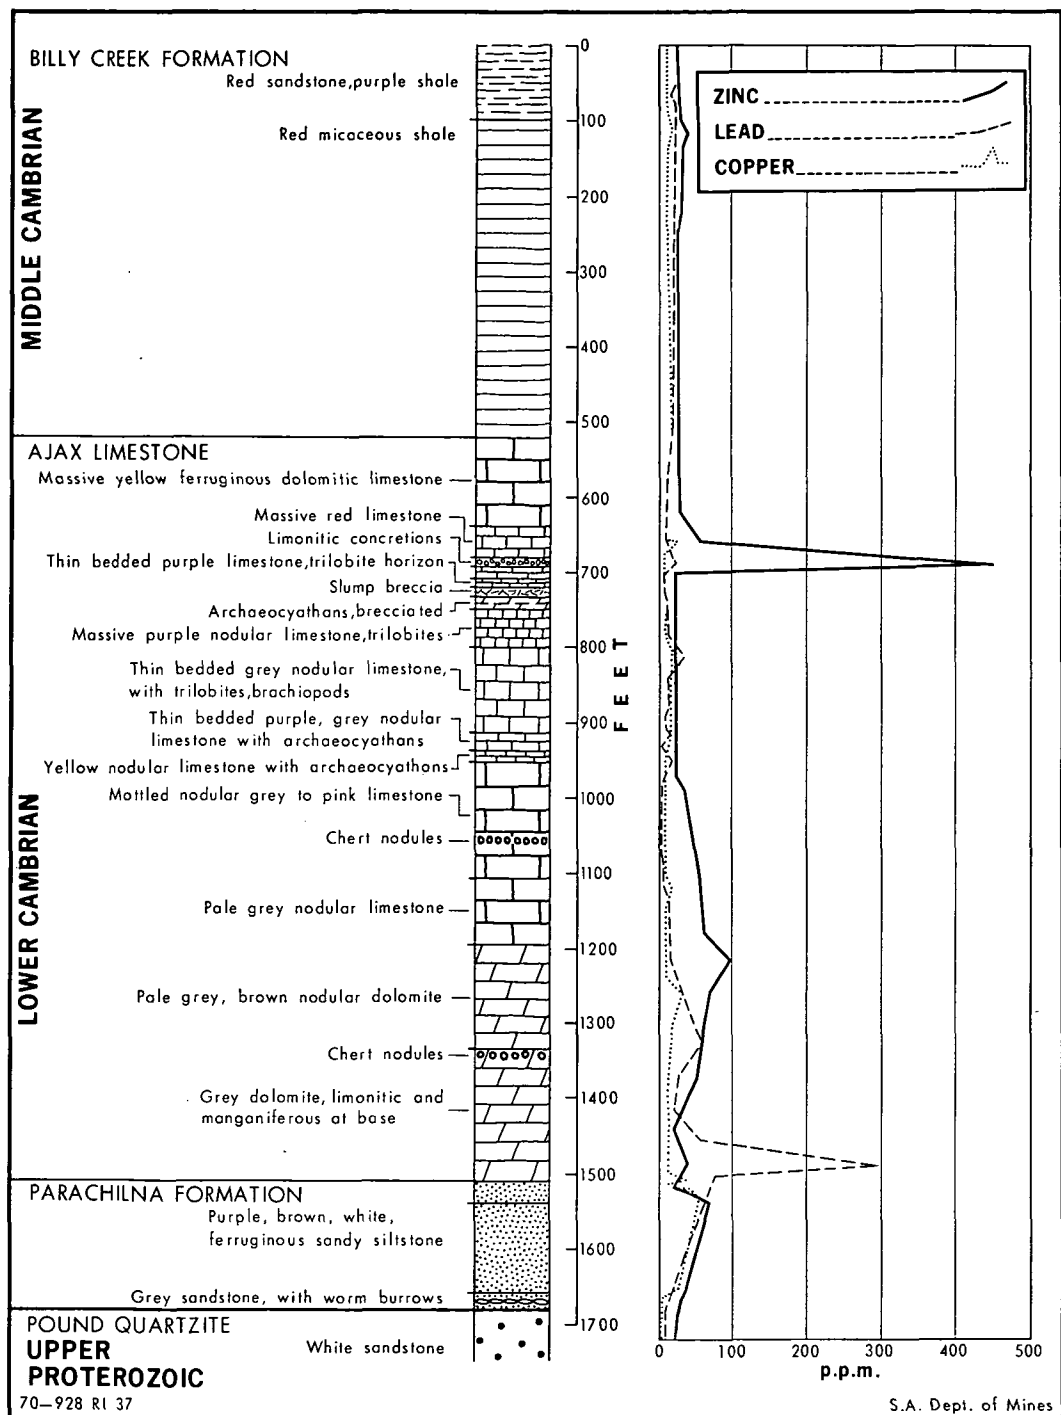 BILLY CREEK FORMATION
Red sandstone, purple shale
Red micaceous shale
MIDDLE CAMBRIAN
AJAX LIMESTONE
Massive yellow ferruginous dolomitic limestone
Massive red limestone
Limonitic concretions
Thin bedded purple limestone, trilobite horizon
Slump breccia
Archaeocyathans, brecciated
Massive purple nodular limestone, trilobites
Thin bedded grey nodular limestone,
with trilobites, brachiopods
Thin bedded purple, grey nodular
limestone with archaeocyathans
Yellow nodular limestone with archaeocyathans
Mottled nodular grey to pink limestone
Chert nodules
Pale grey nodular limestone
Pale grey, brown nodular dolomite
Chert nodules
Grey dolomite, limonitic and
manganiferous at base
LOWER CAMBRIAN
PARACHILNA FORMATION
Purple, brown, white,
ferruginous sandy siltstone
Grey sandstone, with worm burrows
POUND QUARTZITE
White sandstone
UPPER
PROTEROZOIC
0
100
200
300
400
500
600
700
800
900
1000
1100
1200
1300
1400
1500
1600
1700
FEET
ZINC
LEAD
COPPER
0 100 200 300 400 500
p.p.m.
70-928 RI 37
S.A. Dept. of Mines